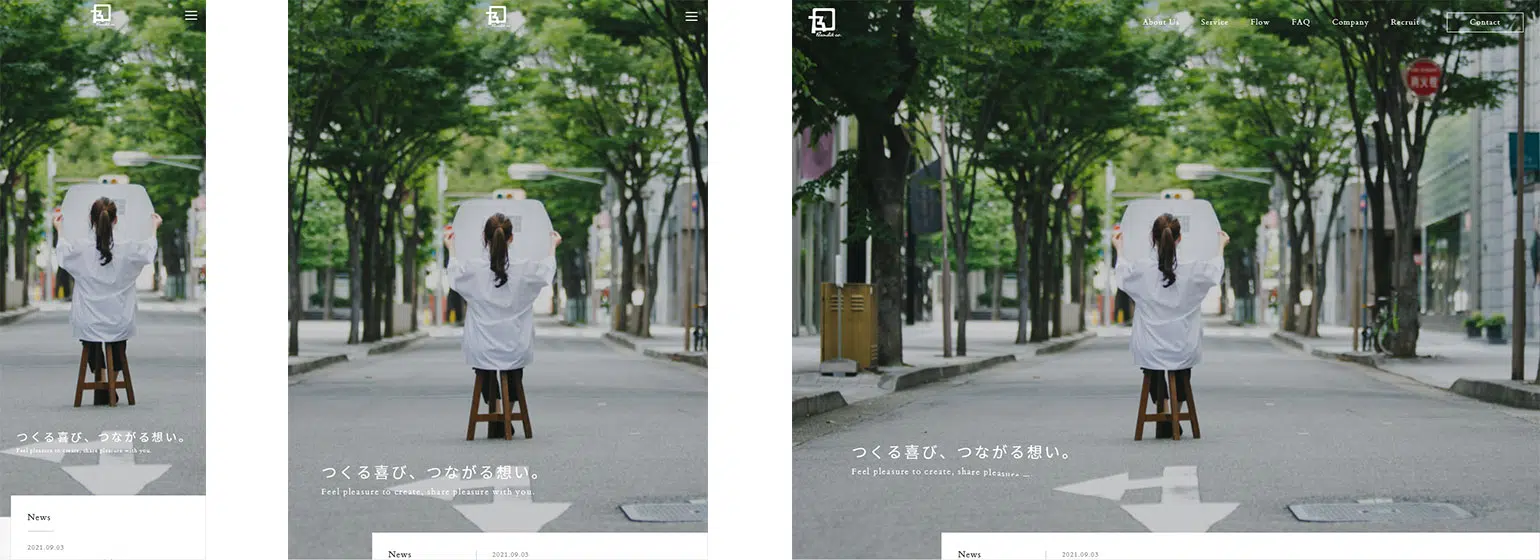 つくる喜び、つながる想い。
Feel pleasure to create, share pleasure with you.
News
2021.09.03
つくる喜び、つながる想い。
Feel pleasure to create, share pleasure with you.
News
2021.09.03
About Us
Service
Flow
FAQ
Company
Recruit
Contact
消火栓
つくる喜び、つながる想い。
Feel pleasure to create, share
News
2021.09.03